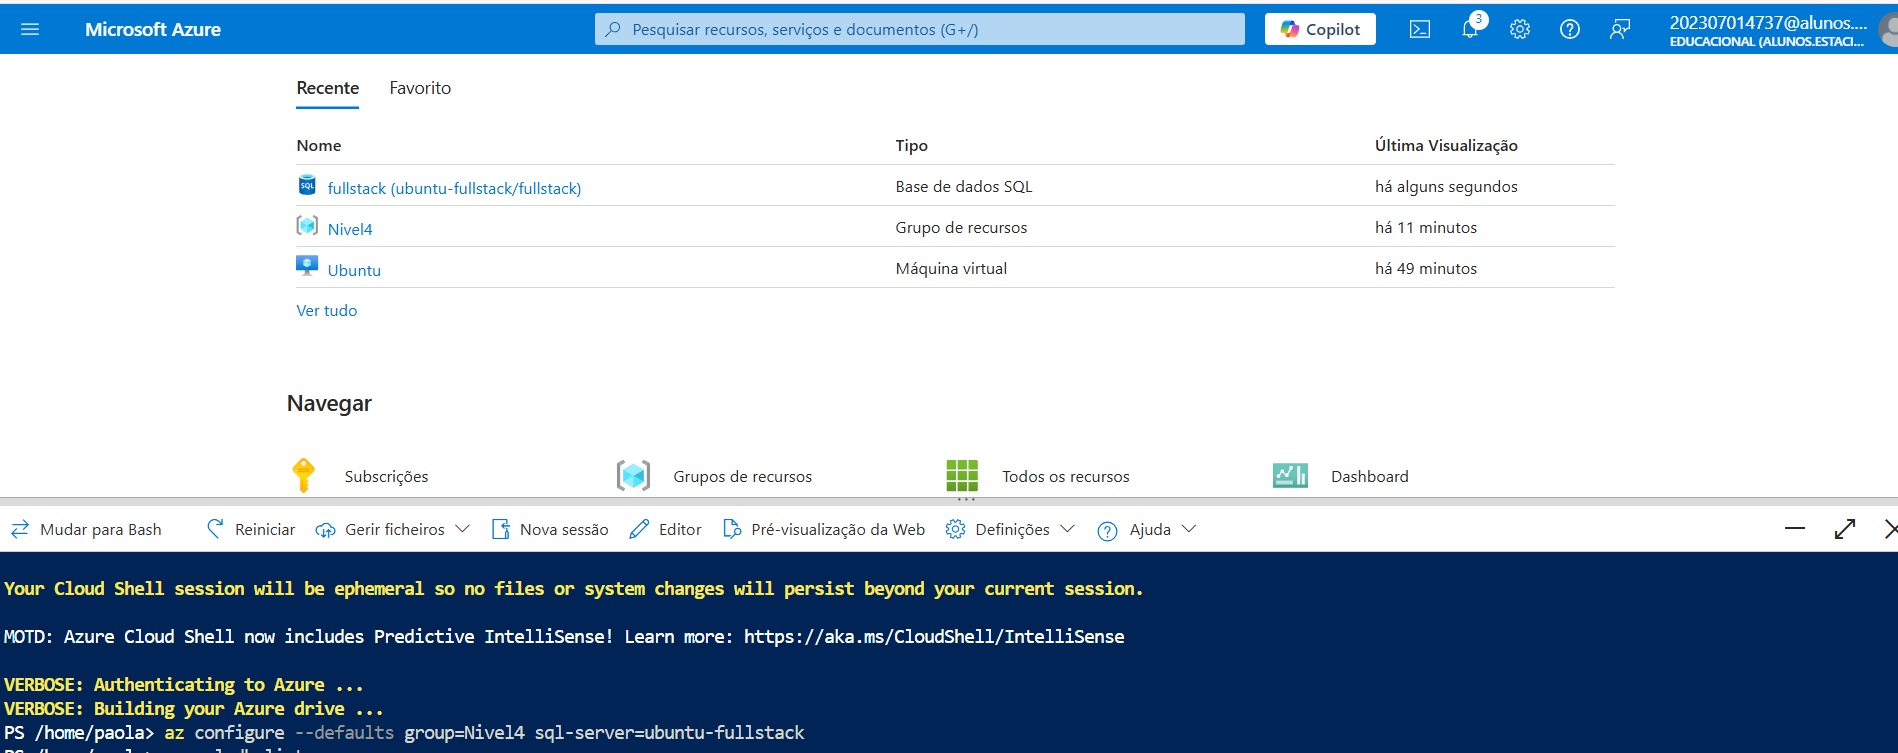 Microsoft Azure
Pesquisar recursos, serviços e documentos (G+/)
Copilot
3
202307014737@alunos....
EDUCACIONAL (ALUNOS.ESTACI...
Recente Favorito
Nome Tipo Última Visualização
SQL fullstack (ubuntu-fullstack/fullstack) Base de dados SQL há alguns segundos
Nivel4 Grupo de recursos há 11 minutos
Ubuntu Máquina virtual há 49 minutos
Ver tudo
Navegar
Subscrições Grupos de recursos Todos os recursos Dashboard
Mudar para Bash Reiniciar Gerir ficheiros Nova sessão Editor Pré-visualização da Web Definições Ajuda
Your Cloud Shell session will be ephemeral so no files or system changes will persist beyond your current session.
MOTD: Azure Cloud Shell now includes Predictive IntelliSense! Learn more: https://aka.ms/CloudShell/IntelliSense
VERBOSE: Authenticating to Azure ...
VERBOSE: Building your Azure drive ...
PS /home/paola> az configure --defaults group=Nivel4 sql-server=ubuntu-fullstack